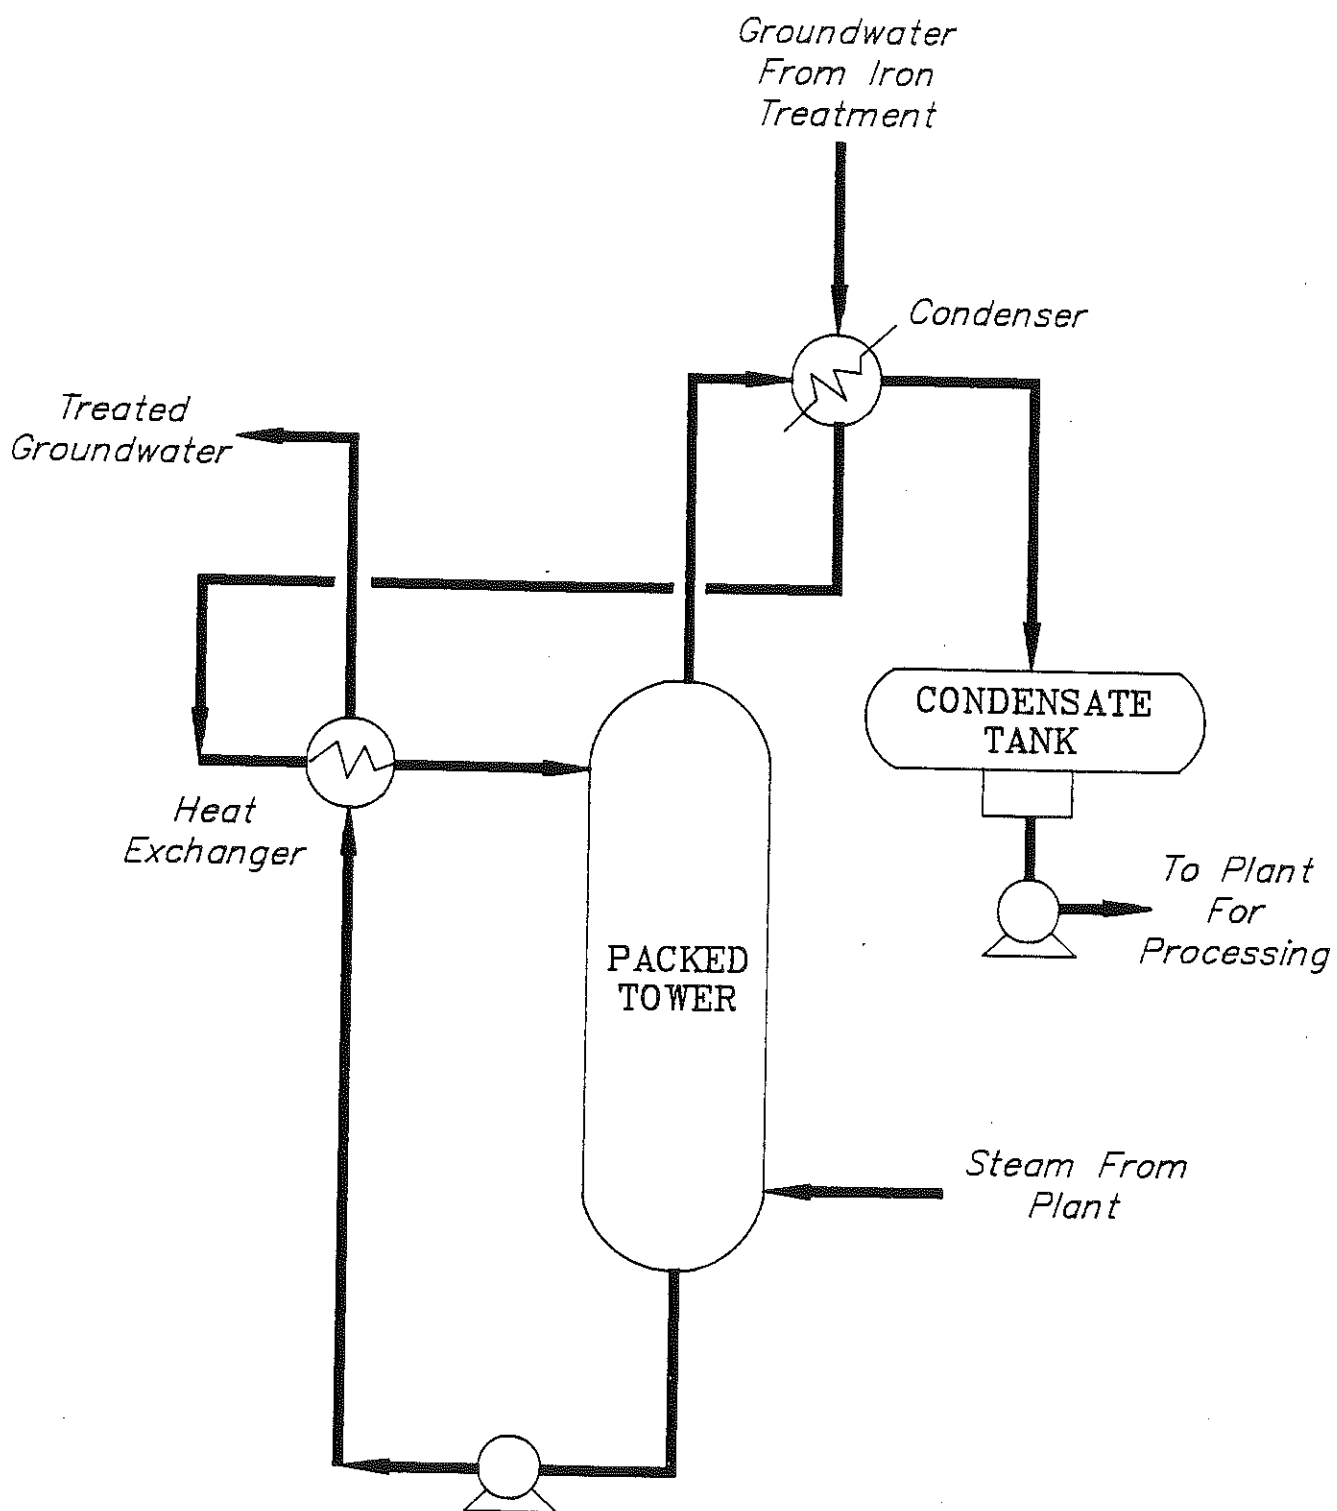 Groundwater
From Iron
Treatment
Condenser
Treated
Groundwater
CONDENSATE
TANK
Heat
Exchanger
To Plant
For
Processing
PACKED
TOWER
Steam From
Plant